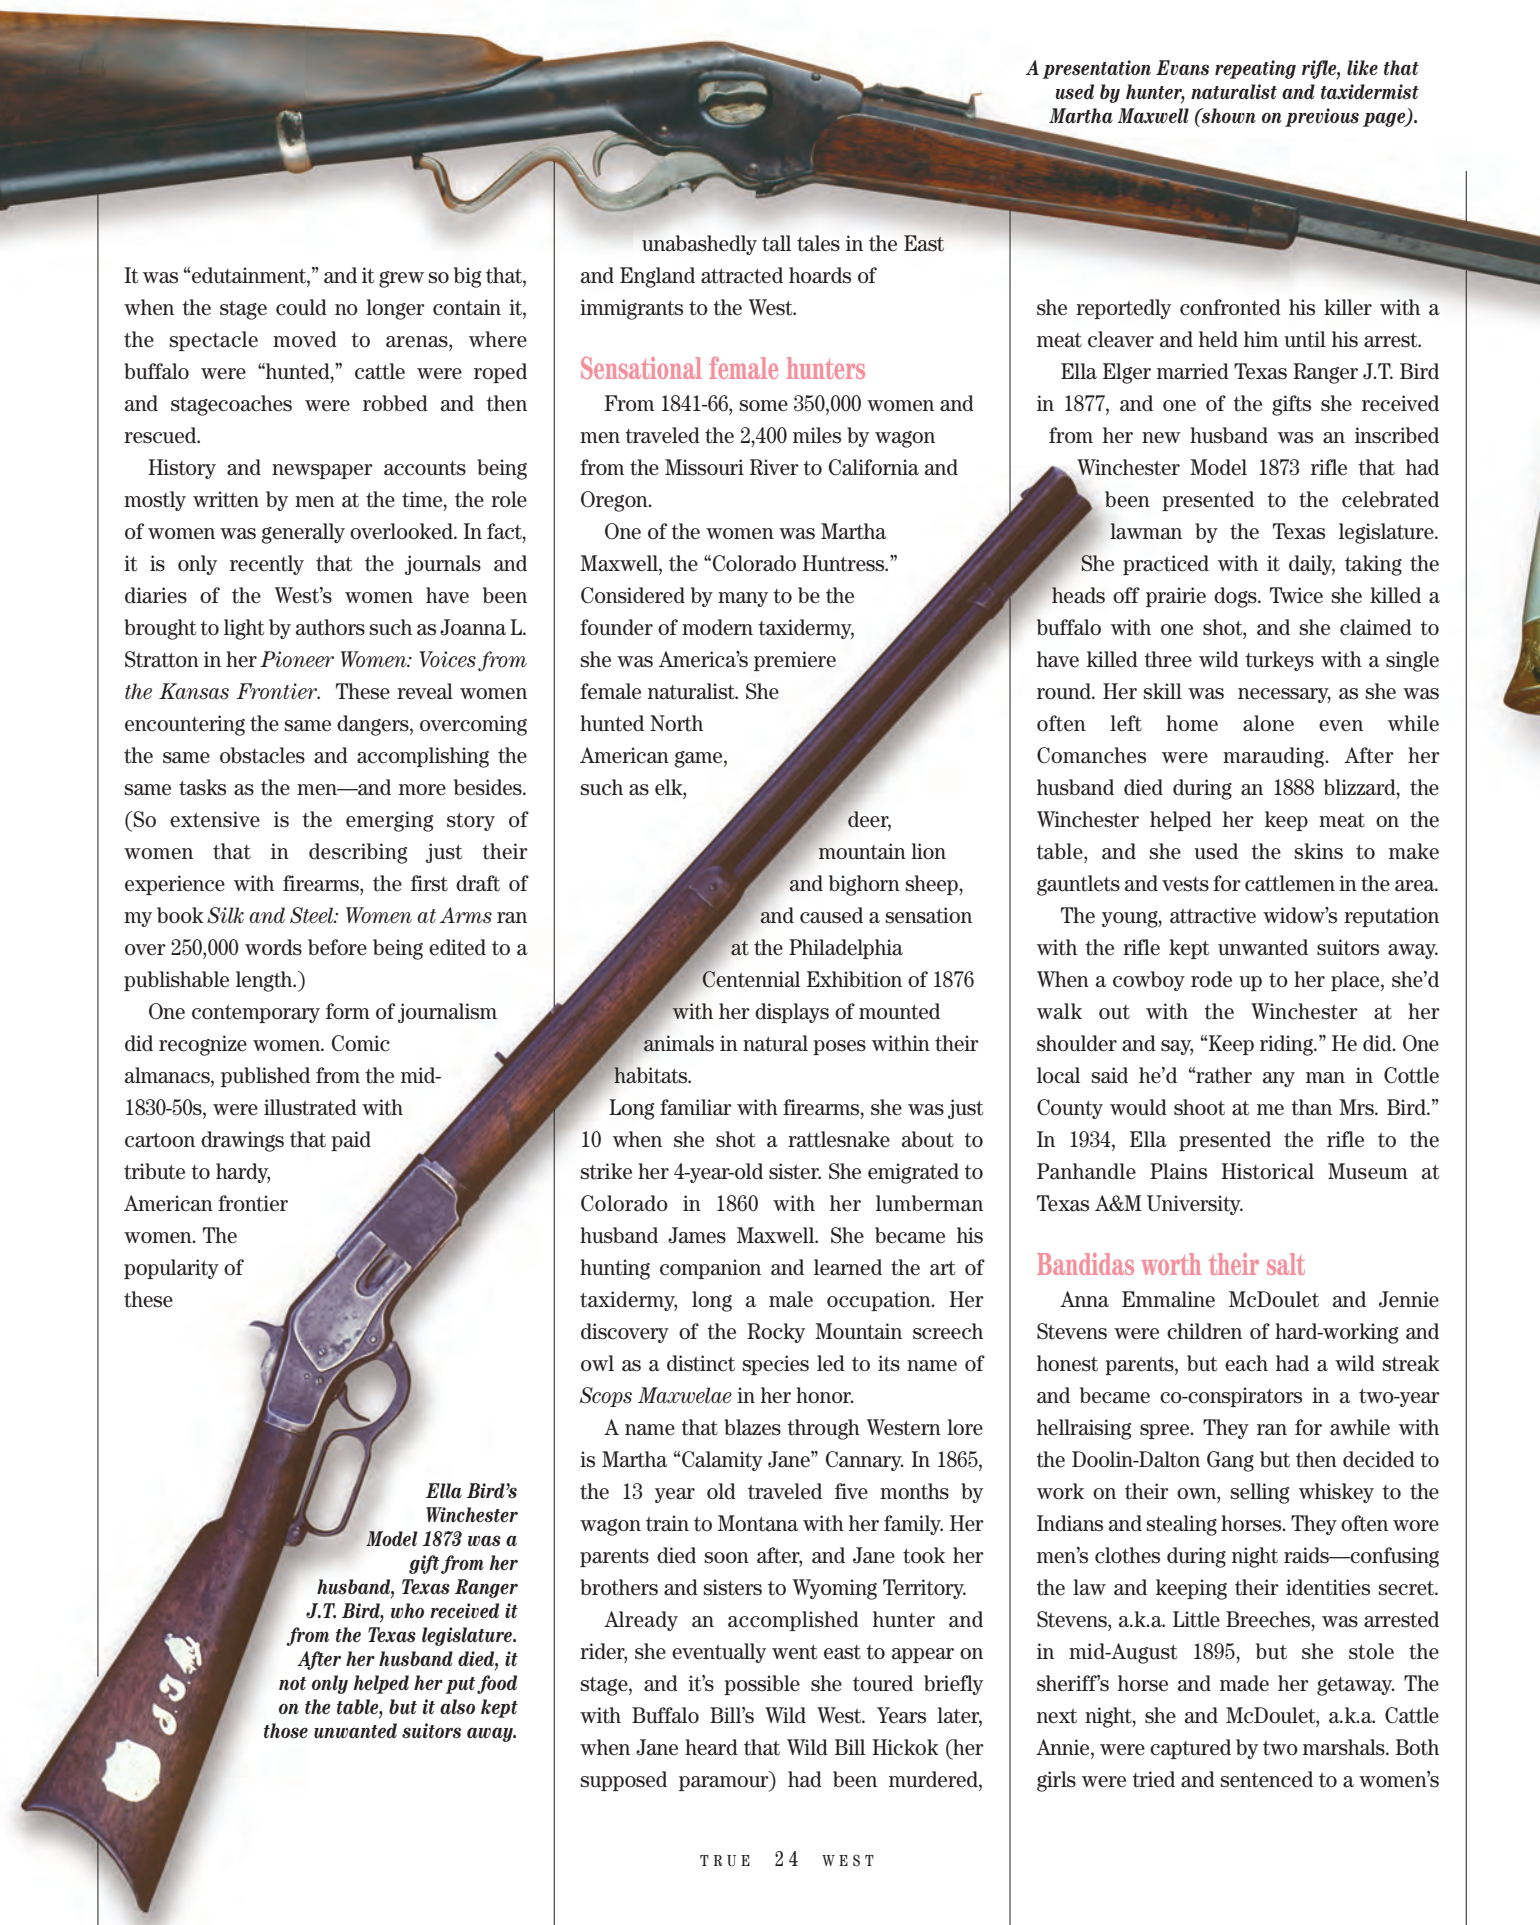 A presentation Evans repeating rifle, like that
used by hunter, naturalist and taxidermist
Martha Maxwell (shown on previous page).
It was “edutainment,” and it grew so big that,
when the stage could no longer contain it,
the spectacle moved to arenas, where
buffalo were “hunted,” cattle were roped
and stagecoaches were robbed and then
rescued.
History and newspaper accounts being
mostly written by men at the time, the role
of women was generally overlooked. In fact,
it is only recently that the journals and
diaries of the West’s women have been
brought to light by authors such as Joanna L.
Stratton in her Pioneer Women: Voices from
the Kansas Frontier. These reveal women
encountering the same dangers, overcoming
the same obstacles and accomplishing the
same tasks as the men—and more besides.
(So extensive is the emerging story of
women that in describing just their
experience with firearms, the first draft of
my book Silk and Steel: Women at Arms ran
over 250,000 words before being edited to a
publishable length.)
One contemporary form of journalism
did recognize women. Comic
almanacs, published from the mid-
1830-50s, were illustrated with
cartoon drawings that paid
tribute to hardy,
American frontier
women. The
popularity of
these
unabashedly tall tales in the East
and England attracted hoards of
immigrants to the West.
Sensational female hunters
From 1841-66, some 350,000 women and
men traveled the 2,400 miles by wagon
from the Missouri River to California and
Oregon.
One of the women was Martha
Maxwell, the “Colorado Huntress.”
Considered by many to be the
founder of modern taxidermy,
she was America’s premiere
female naturalist. She
hunted North
American game,
such as elk,
deer,
mountain lion
and bighorn sheep,
and caused a sensation
at the Philadelphia
Centennial Exhibition of 1876
with her displays of mounted
animals in natural poses within their
habitats.
Long familiar with firearms, she was just
10 when she shot a rattlesnake about to
strike her 4-year-old sister. She emigrated to
Colorado in 1860 with her lumberman
husband James Maxwell. She became his
hunting companion and learned the art of
taxidermy, long a male occupation. Her
discovery of the Rocky Mountain screech
owl as a distinct species led to its name of
Scops Maxwelae in her honor.
A name that blazes through Western lore
is Martha “Calamity Jane” Cannary. In 1865,
the 13 year old traveled five months by
wagon train to Montana with her family. Her
parents died soon after, and Jane took her
brothers and sisters to Wyoming Territory.
Already an accomplished hunter and
rider, she eventually went east to appear on
stage, and it’s possible she toured briefly
with Buffalo Bill’s Wild West. Years later,
when Jane heard that Wild Bill Hickok (her
supposed paramour) had been murdered,
she reportedly confronted his killer with a
meat cleaver and held him until his arrest.
Ella Elger married Texas Ranger J.T. Bird
in 1877, and one of the gifts she received
from her new husband was an inscribed
Winchester Model 1873 rifle that had
been presented to the celebrated
lawman by the Texas legislature.
She practiced with it daily, taking the
heads off prairie dogs. Twice she killed a
buffalo with one shot, and she claimed to
have killed three wild turkeys with a single
round. Her skill was necessary, as she was
often left home alone even while
Comanches were marauding. After her
husband died during an 1888 blizzard, the
Winchester helped her keep meat on the
table, and she used the skins to make
gauntlets and vests for cattlemen in the area.
The young, attractive widow’s reputation
with the rifle kept unwanted suitors away.
When a cowboy rode up to her place, she’d
walk out with the Winchester at her
shoulder and say, “Keep riding.” He did. One
local said he’d “rather any man in Cottle
County would shoot at me than Mrs. Bird.”
In 1934, Ella presented the rifle to the
Panhandle Plains Historical Museum at
Texas A&M University.
Bandidas worth their salt
Anna Emmaline McDoulet and Jennie
Stevens were children of hard-working and
honest parents, but each had a wild streak
and became co-conspirators in a two-year
hellraising spree. They ran for awhile with
the Doolin-Dalton Gang but then decided to
work on their own, selling whiskey to the
Indians and stealing horses. They often wore
men’s clothes during night raids—confusing
the law and keeping their identities secret.
Stevens, a.k.a. Little Breeches, was arrested
in mid-August 1895, but she stole the
sheriff’s horse and made her getaway. The
next night, she and McDoulet, a.k.a. Cattle
Annie, were captured by two marshals. Both
girls were tried and sentenced to a women’s
Ella Bird’s
Winchester
Model 1873 was a
gift from her
husband, Texas Ranger
J.T. Bird, who received it
from the Texas legislature.
After her husband died, it
not only helped her put food
on the table, but it also kept
those unwanted suitors away.
TRUE 24 WEST